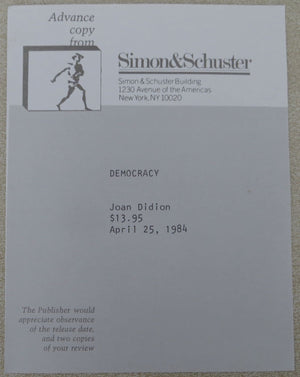 Advance
copy
from
Simon&Schuster
Simon & Schuster Building
1230 Avenue of the Americas
New York, NY 10020
DEMOCRACY
Joan Didion
$13.95
April 25, 1984
The Publisher would
appreciate observance
of the release date,
and two copies
of your review